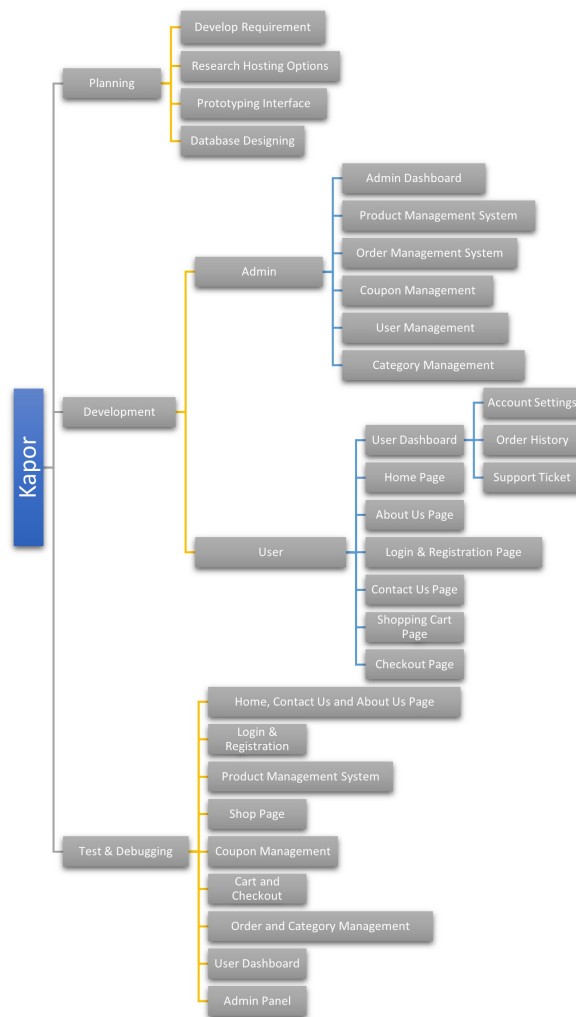 Kapor
Planning
Develop Requirement
Research Hosting Options
Prototyping Interface
Database Designing
Development
Admin
Admin Dashboard
Product Management System
Order Management System
Coupon Management
User Management
Category Management
User
User Dashboard
Account Settings
Order History
Support Ticket
Home Page
About Us Page
Login & Registration Page
Contact Us Page
Shopping Cart
Page
Checkout Page
Test & Debugging
Home, Contact Us and About Us Page
Login &
Registration
Product Management System
Shop Page
Coupon Management
Cart and
Checkout
Order and Category Management
User Dashboard
Admin Panel